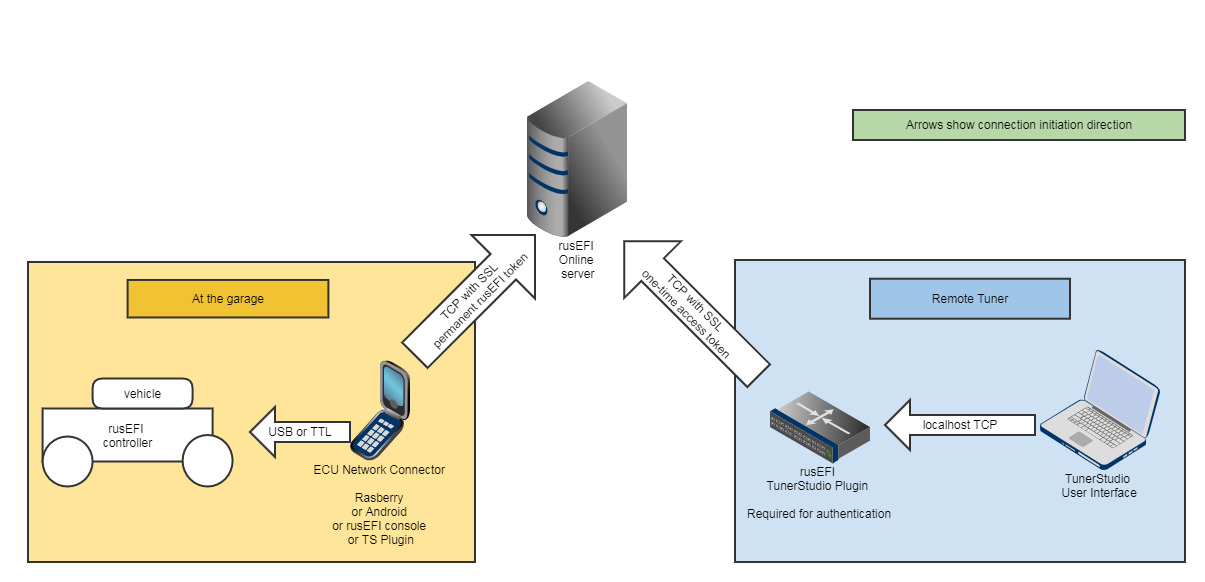 Arrows show connection initiation direction
rusEFI
Online
server
At the garage
TCP with SSL
permanent rusEFI token
vehicle
rusEFI
controller
USB or TTL
ECU Network Connector
Rasberry
or Android
or rusEFI console
or TS Plugin
Remote Tuner
TCP with SSL
one-time access token
rusEFI
TunerStudio Plugin
Required for authentication
localhost TCP
TunerStudio
User Interface